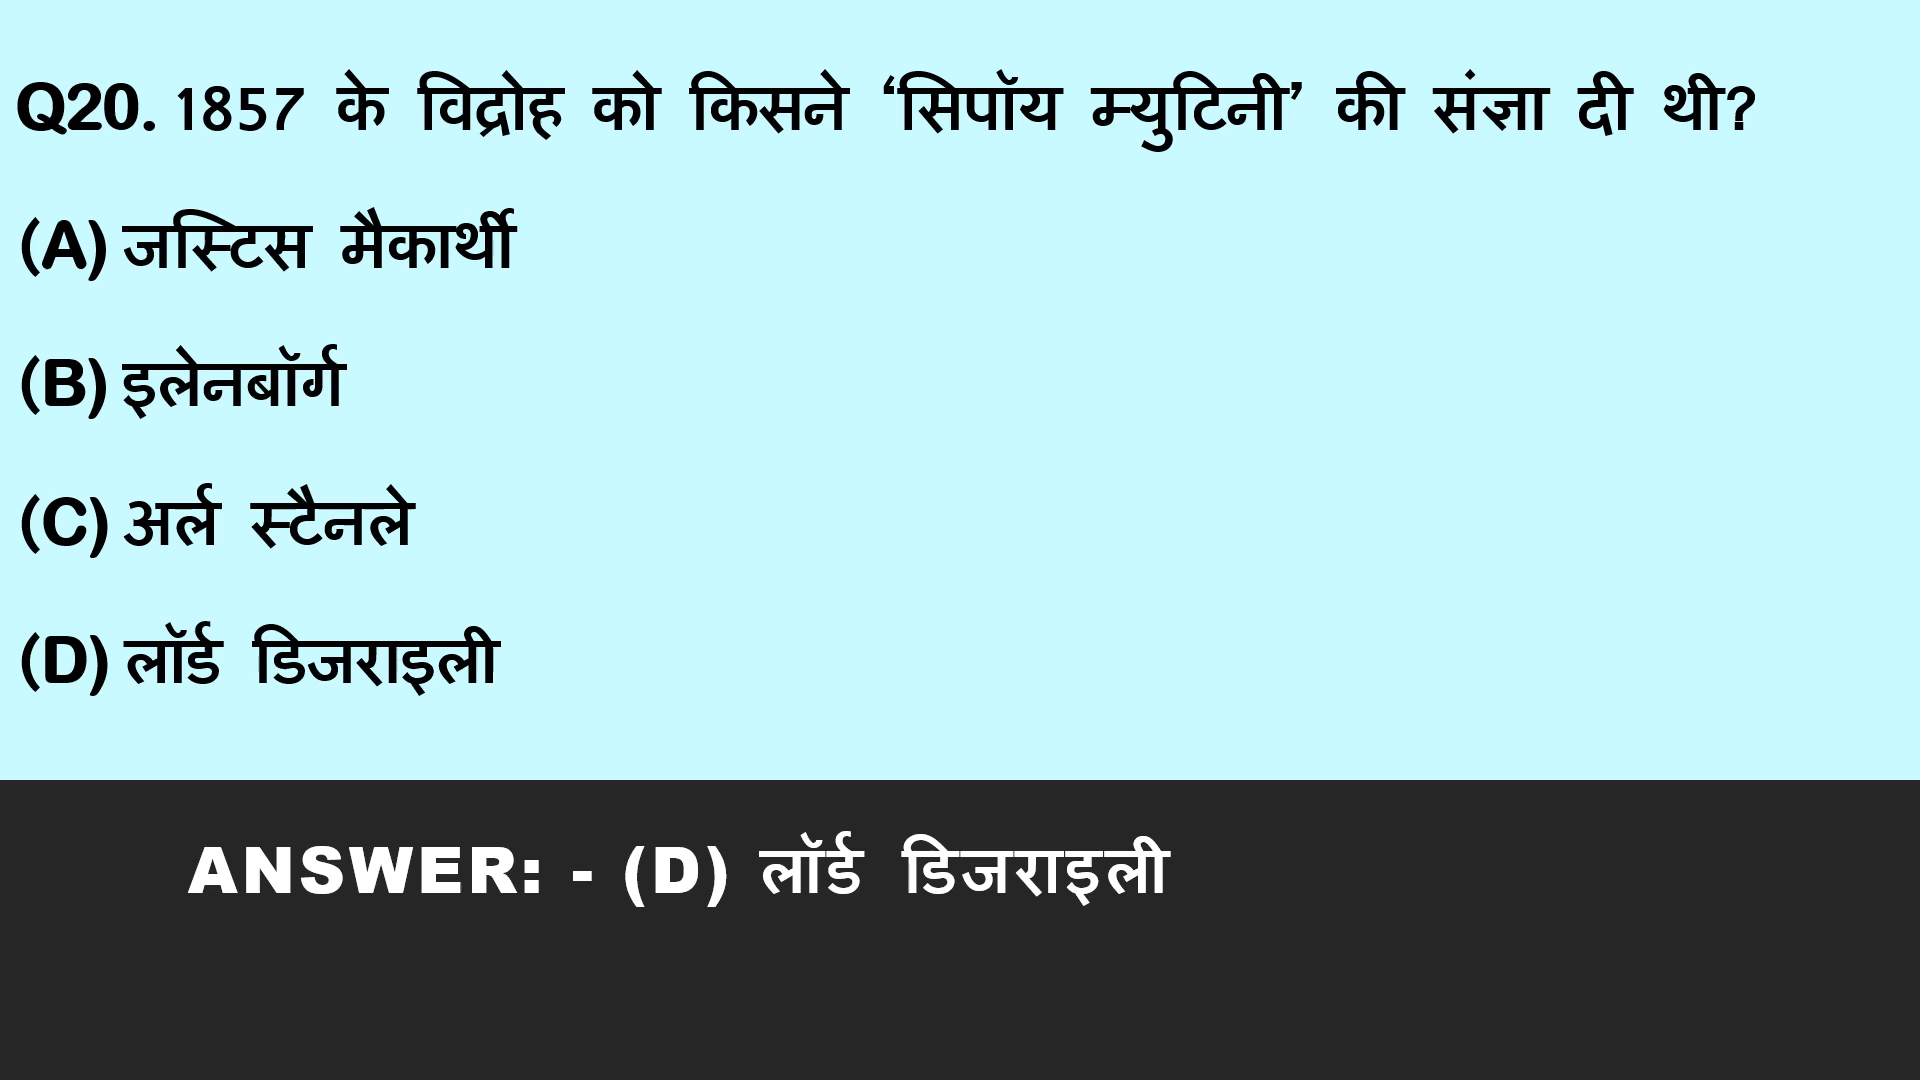 Q20. 1857 के विद्रोह को किसने ‘सिपॉय म्युटिनी’ की संज्ञा दी थी?
(A) जस्टिस मैकार्थी
(B) इलेनबॉर्ग
(C) अर्ल स्टैनले
(D) लॉर्ड डिजराइली
ANSWER: - (D) लॉर्ड डिजराइली